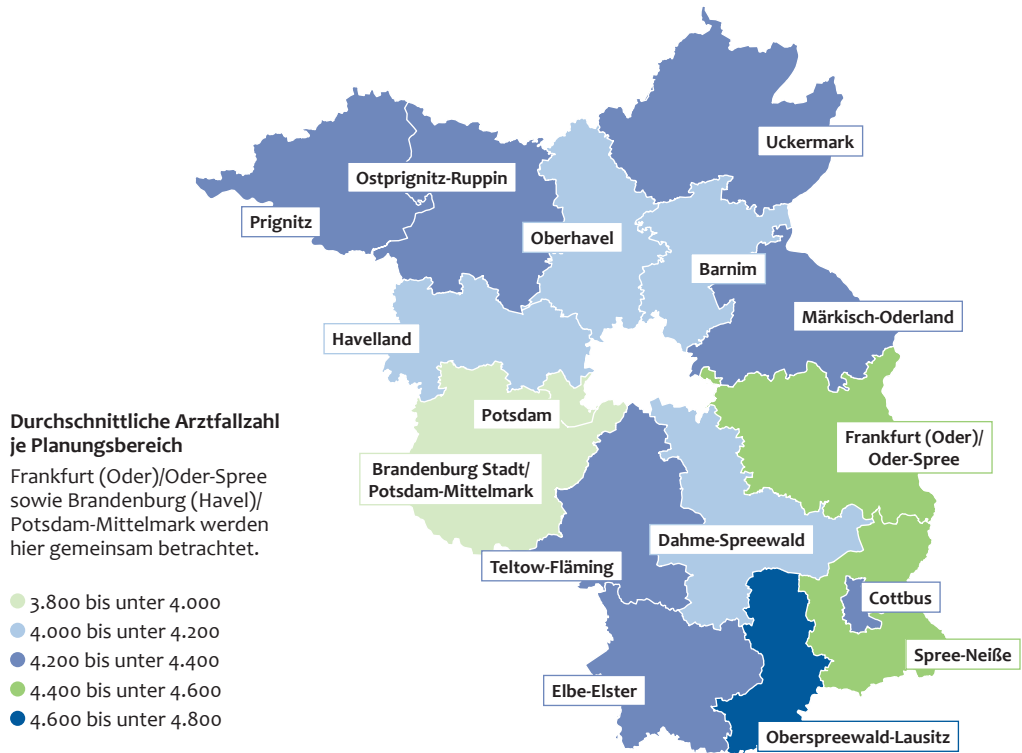 Uckermark
Ostprignitz-Ruppin
Prignitz
Oberhavel
Barnim
Märkisch-Oderland
Havelland
Potsdam
Frankfurt (Oder)/
Oder-Spree
Brandenburg Stadt/
Potsdam-Mittelmark
Dahme-Spreewald
Teltow-Fläming
Cottbus
Spree-Neiße
Elbe-Elster
Oberspreewald-Lausitz
Durchschnittliche Arztfallzahl
je Planungsbereich
Frankfurt (Oder)/Oder-Spree
sowie Brandenburg (Havel)/
Potsdam-Mittelmark werden
hier gemeinsam betrachtet.
3.800 bis unter 4.000
4.000 bis unter 4.200
4.200 bis unter 4.400
4.400 bis unter 4.600
4.600 bis unter 4.800